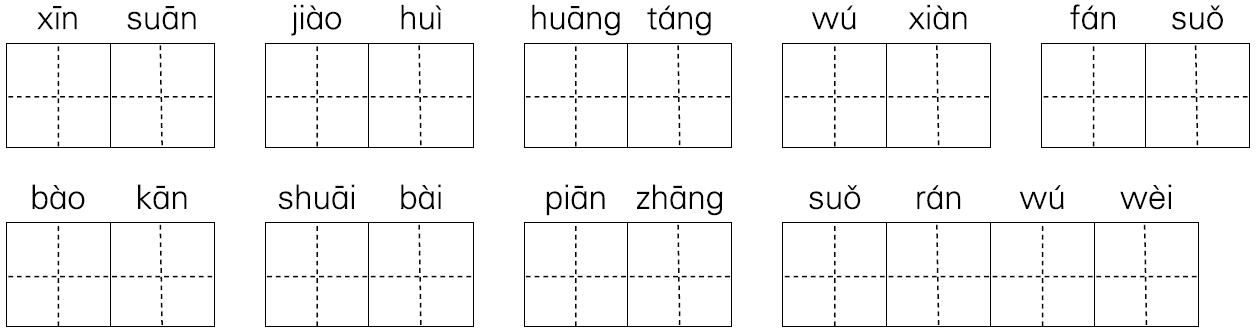 xīn suān jiào huì huāng táng wú xiàn fán suǒ
bào kān shuāi bài piān zhāng suǒ rán wú wèi